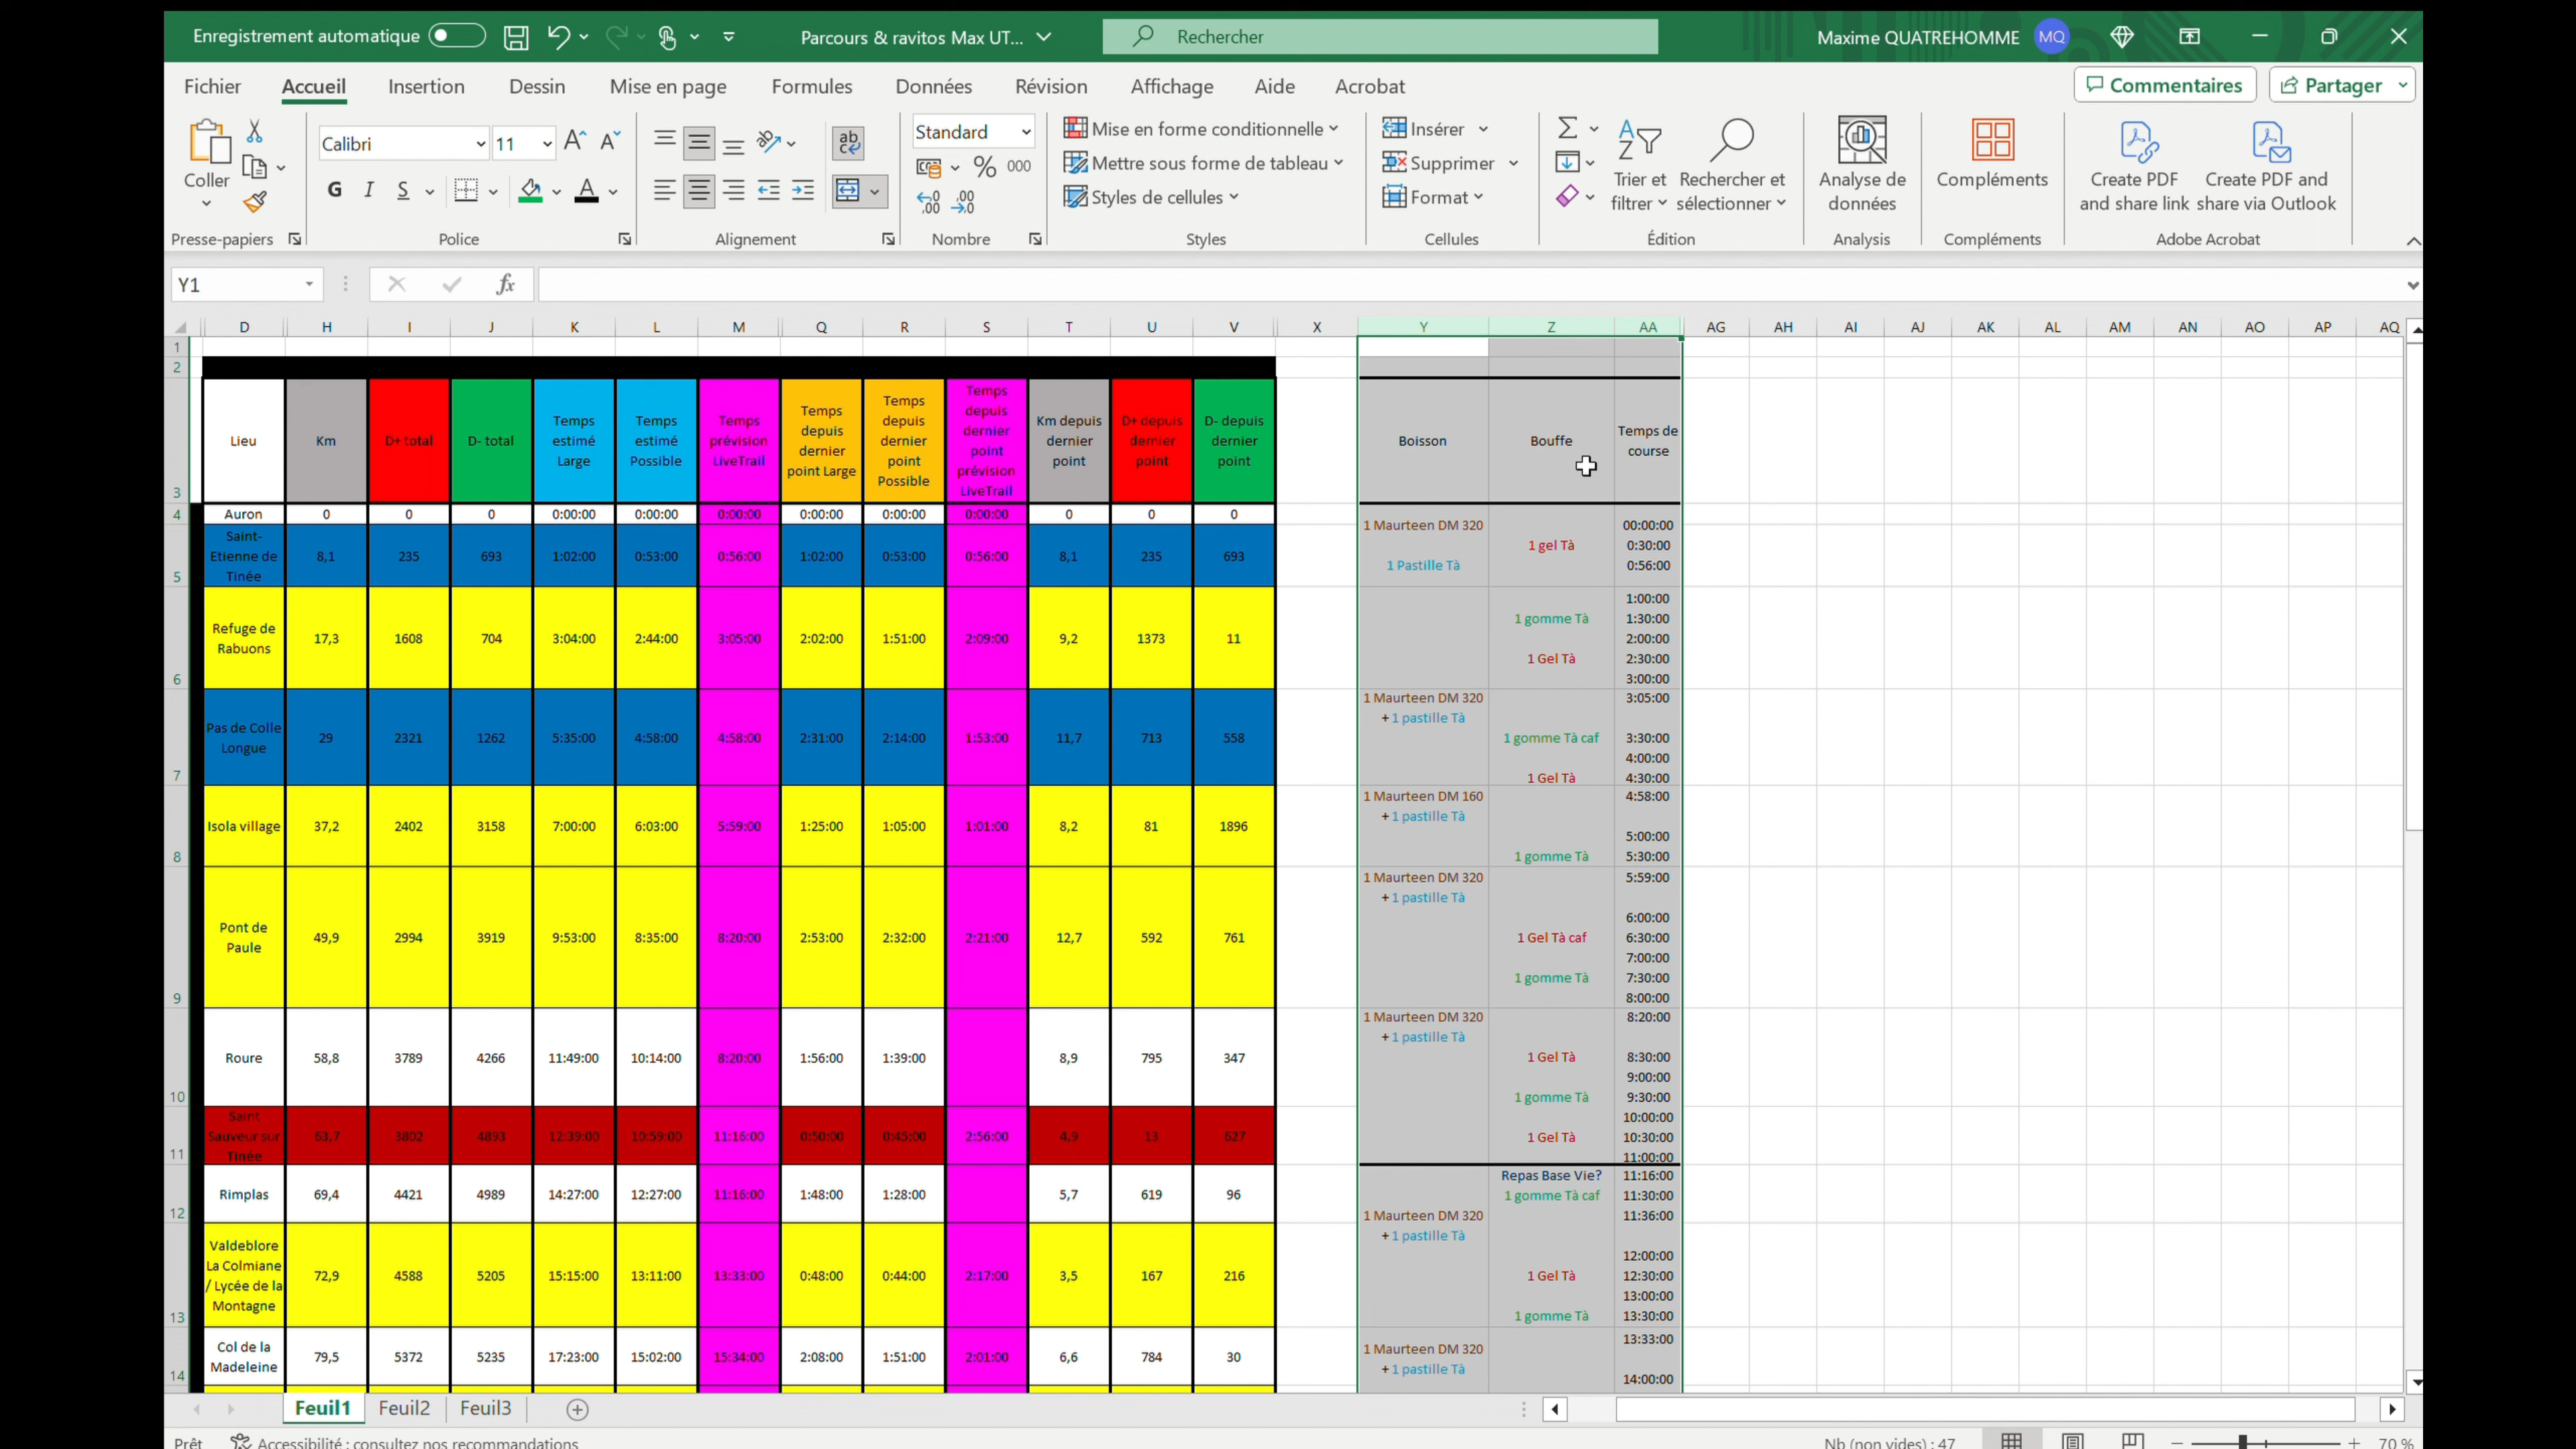 Enregistrement automatique
Parcours & ravitos Max UT...
Rechercher
Maxime QUATREHOMME
MQ
Fichier Accueil Insertion Dessin Mise en page Formules Données Révision Affichage Aide Acrobat
Commentaires
Partager
Coller
Presse-papiers
Calibri
11
G I S
Police
ab
Alignement
Standard
% 000
Nombre
Mise en forme conditionnelle
Mettre sous forme de tableau
Styles de cellules
Styles
Insérer
Supprimer
Format
Cellules
Trier et filtrer
Rechercher et sélectionner
Édition
Analyse de données
Analysis
Compléments
Compléments
Create PDF and share link
Create PDF and share via Outlook
Adobe Acrobat
Y1
fx
D H I J K L M Q R S T U V X Y Z AA AG AH AI AJ AK AL AM AN AO AP AQ
1
2
3
Lieu
Km
D+ total
D- total
Temps estimé Large
Temps estimé Possible
Temps prévision LiveTrail
Temps depuis dernier point Large
Temps depuis dernier point Possible
Temps depuis dernier point prévision LiveTrail
Km depuis dernier point
D+ depuis dernier point
D- depuis dernier point
Boisson
Bouffe
Temps de course
4 Auron 0 0 0 0:00:00 0:00:00 0:00:00 0:00:00 0:00:00 0:00:00 0 0 0
5 Saint-Etienne de Tinée 8,1 235 693 1:02:00 0:53:00 0:56:00 1:02:00 0:53:00 0:56:00 8,1 235 693
1 Maurteen DM 320 00:00:00
1 gel Tà 0:30:00
1 Pastille Tà 0:56:00
6 Refuge de Rabuons 17,3 1608 704 3:04:00 2:44:00 3:05:00 2:02:00 1:51:00 2:09:00 9,2 1373 11
1:00:00
1 gomme Tà 1:30:00
2:00:00
1 Gel Tà 2:30:00
3:00:00
7 Pas de Colle Longue 29 2321 1262 5:35:00 4:58:00 4:58:00 2:31:00 2:14:00 1:53:00 11,7 713 558
1 Maurteen DM 320 3:05:00
+ 1 pastille Tà
1 gomme Tà caf 3:30:00
4:00:00
1 Gel Tà 4:30:00
8 Isola village 37,2 2402 3158 7:00:00 6:03:00 5:59:00 1:25:00 1:05:00 1:01:00 8,2 81 1896
1 Maurteen DM 160 4:58:00
+ 1 pastille Tà
5:00:00
1 gomme Tà 5:30:00
9 Pont de Paule 49,9 2994 3919 9:53:00 8:35:00 8:20:00 2:53:00 2:32:00 2:21:00 12,7 592 761
1 Maurteen DM 320 5:59:00
+ 1 pastille Tà
6:00:00
1 Gel Tà caf 6:30:00
7:00:00
1 gomme Tà 7:30:00
8:00:00
10 Roure 58,8 3789 4266 11:49:00 10:14:00 8:20:00 1:56:00 1:39:00 8,9 795 347
1 Maurteen DM 320 8:20:00
+ 1 pastille Tà
1 Gel Tà 8:30:00
9:00:00
1 gomme Tà 9:30:00
11 Saint Sauveur sur Tinée 63,7 3802 4893 12:39:00 10:59:00 11:16:00 0:50:00 0:45:00 2:56:00 4,9 13 627
10:00:00
1 Gel Tà 10:30:00
11:00:00
12 Rimplas 69,4 4421 4989 14:27:00 12:27:00 11:16:00 1:48:00 1:28:00 5,7 619 96
Repas Base Vie? 11:16:00
1 gomme Tà caf 11:30:00
1 Maurteen DM 320 11:36:00
+ 1 pastille Tà
13 Valdeblore La Colmiane / Lycée de la Montagne 72,9 4588 5205 15:15:00 13:11:00 13:33:00 0:48:00 0:44:00 2:17:00 3,5 167 216
12:00:00
1 Gel Tà 12:30:00
13:00:00
1 gomme Tà 13:30:00
14 Col de la Madeleine 79,5 5372 5235 17:23:00 15:02:00 15:34:00 2:08:00 1:51:00 2:01:00 6,6 784 30
13:33:00
1 Maurteen DM 320
+ 1 pastille Tà
14:00:00
Feuil1 Feuil2 Feuil3
Prêt
Accessibilité : consultez nos recommandations
Nb (non vides) : 47
70 %